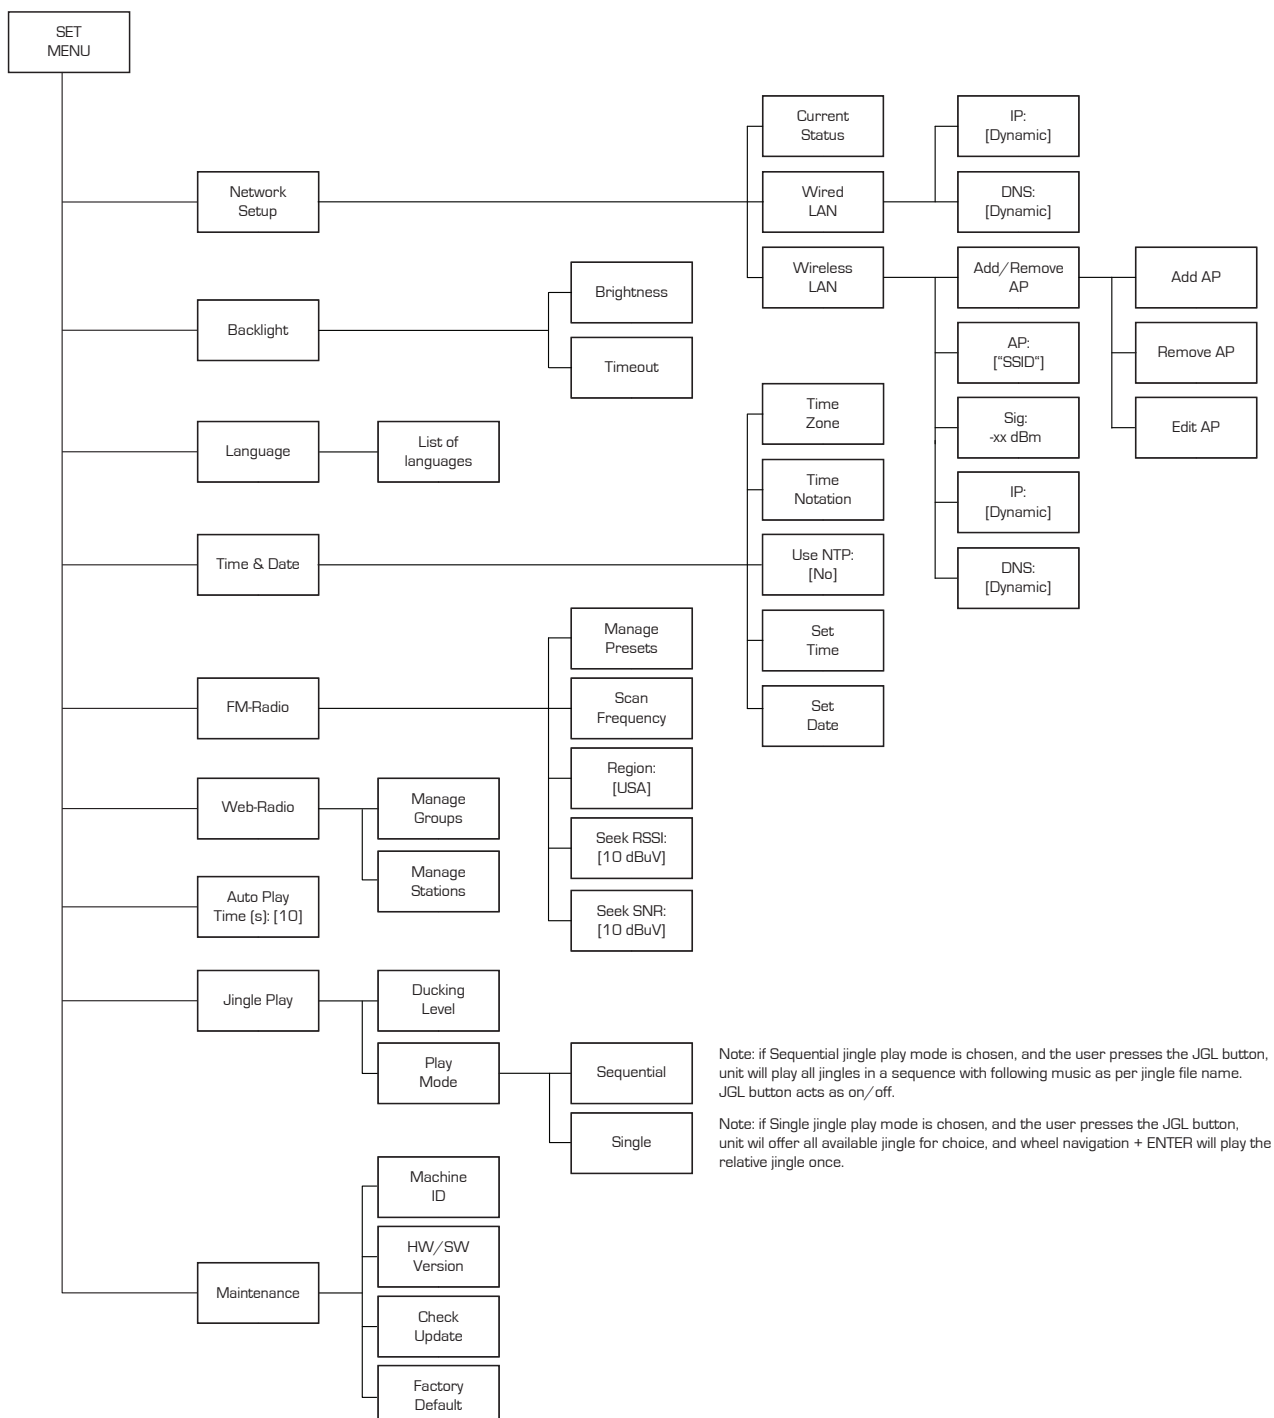 SET
MENU
Network
Setup
Current
Status
Wired
LAN
IP:
[Dynamic]
DNS:
[Dynamic]
Wireless
LAN
Add/Remove
AP
Add AP
Remove AP
Edit AP
AP:
["SSID"]
Sig:
-xx dBm
IP:
[Dynamic]
DNS:
[Dynamic]
Backlight
Brightness
Timeout
Language
List of
languages
Time & Date
Time
Zone
Time
Notation
Use NTP:
[No]
Set
Time
Set
Date
FM-Radio
Manage
Presets
Scan
Frequency
Region:
[USA]
Seek RSSI:
[10 dBuV]
Seek SNR:
[10 dBuV]
Web-Radio
Manage
Groups
Manage
Stations
Auto Play
Time (s): [10]
Jingle Play
Ducking
Level
Play
Mode
Sequential
Note: if Sequential jingle play mode is chosen, and the user presses the JGL button,
unit will play all jingles in a sequence with following music as per jingle file name.
JGL button acts as on/off.
Single
Note: if Single jingle play mode is chosen, and the user presses the JGL button,
unit wil offer all available jingle for choice, and wheel navigation + ENTER will play the
relative jingle once.
Maintenance
Machine
ID
HW/SW
Version
Check
Update
Factory
Default